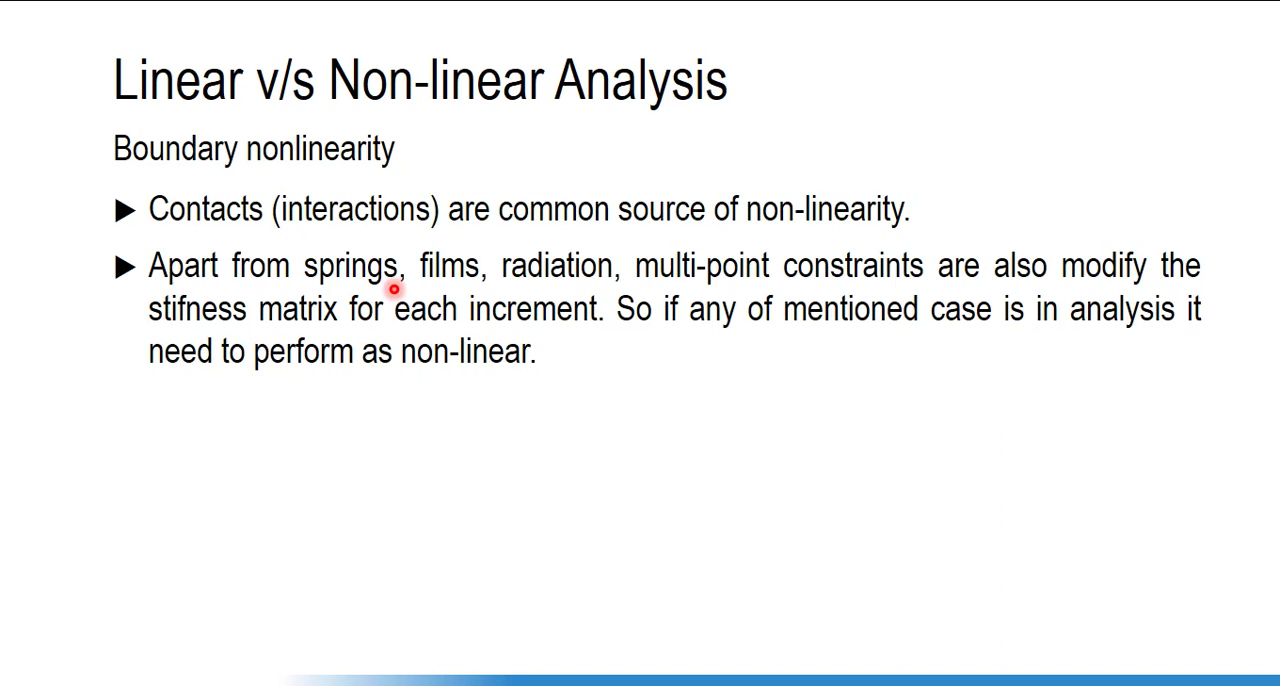 Linear v/s Non-linear Analysis
Boundary nonlinearity
Contacts (interactions) are common source of non-linearity.
Apart from springs, films, radiation, multi-point constraints are also modify the
stifness matrix for each increment. So if any of mentioned case is in analysis it
need to perform as non-linear.